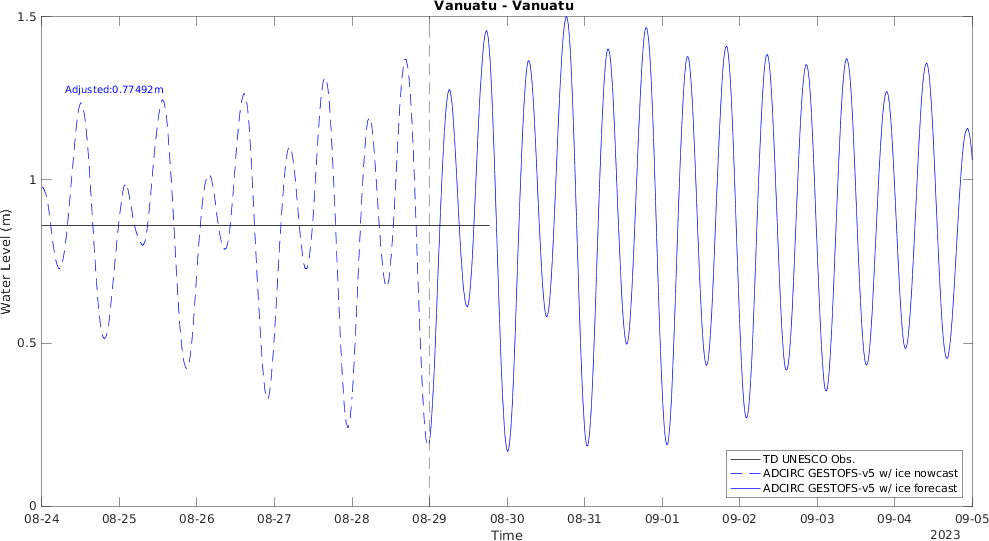 Vanuatu - Vanuatu
1.5
Adjusted:0.77492m
1
Water Level (m)
0.5
TD UNESCO Obs.
ADCIRC GESTOFS-v5 w/ ice nowcast
ADCIRC GESTOFS-v5 w/ ice forecast
0
08-24 08-25 08-26 08-27 08-28 08-29 08-30 08-31 09-01 09-02 09-03 09-04 09-05
Time
2023